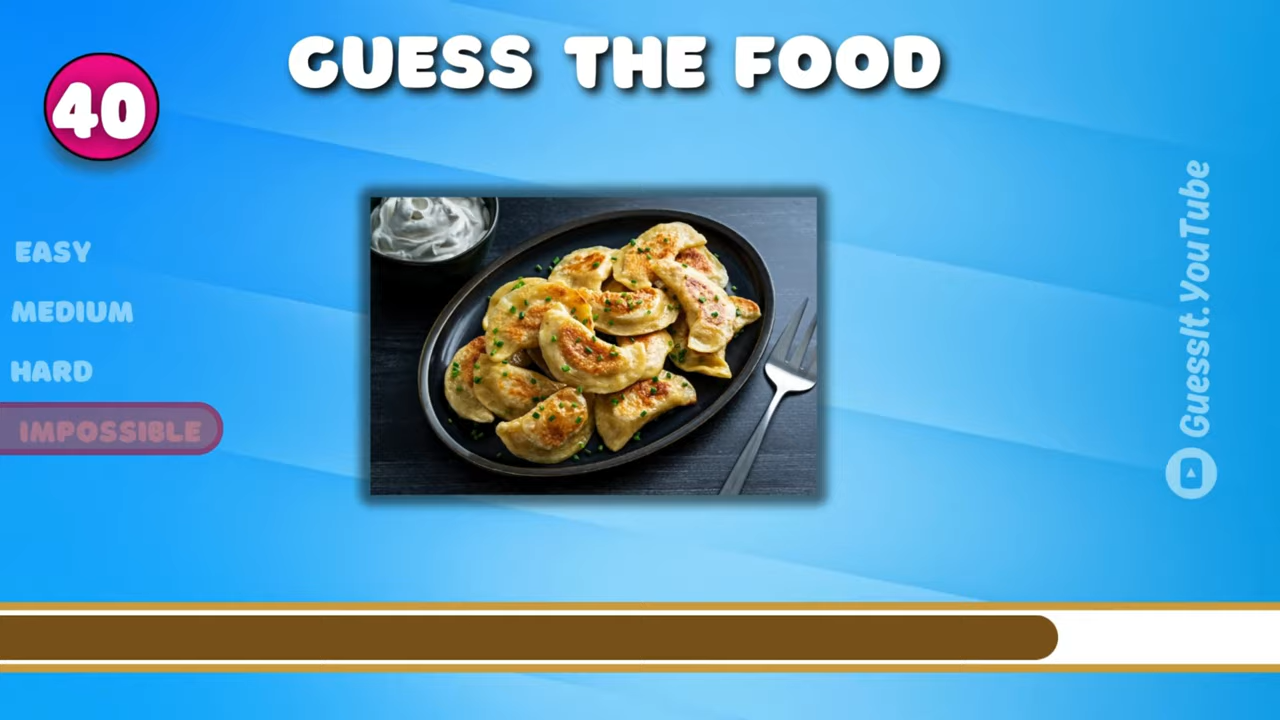 GUESS THE FOOD
40
EASY
MEDIUM
HARD
IMPOSSIBLE
GuessIt.YouTube